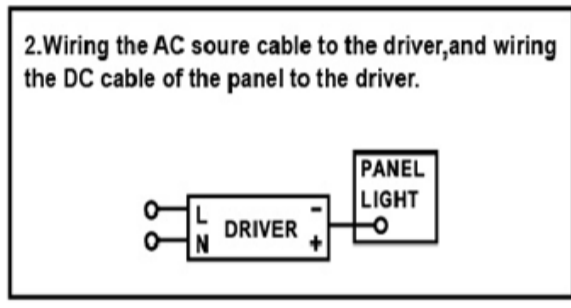 2.Wiring the AC soure cable to the driver,and wiring
the DC cable of the panel to the driver.
PANEL
LIGHT
L
DRIVER
-
N
+